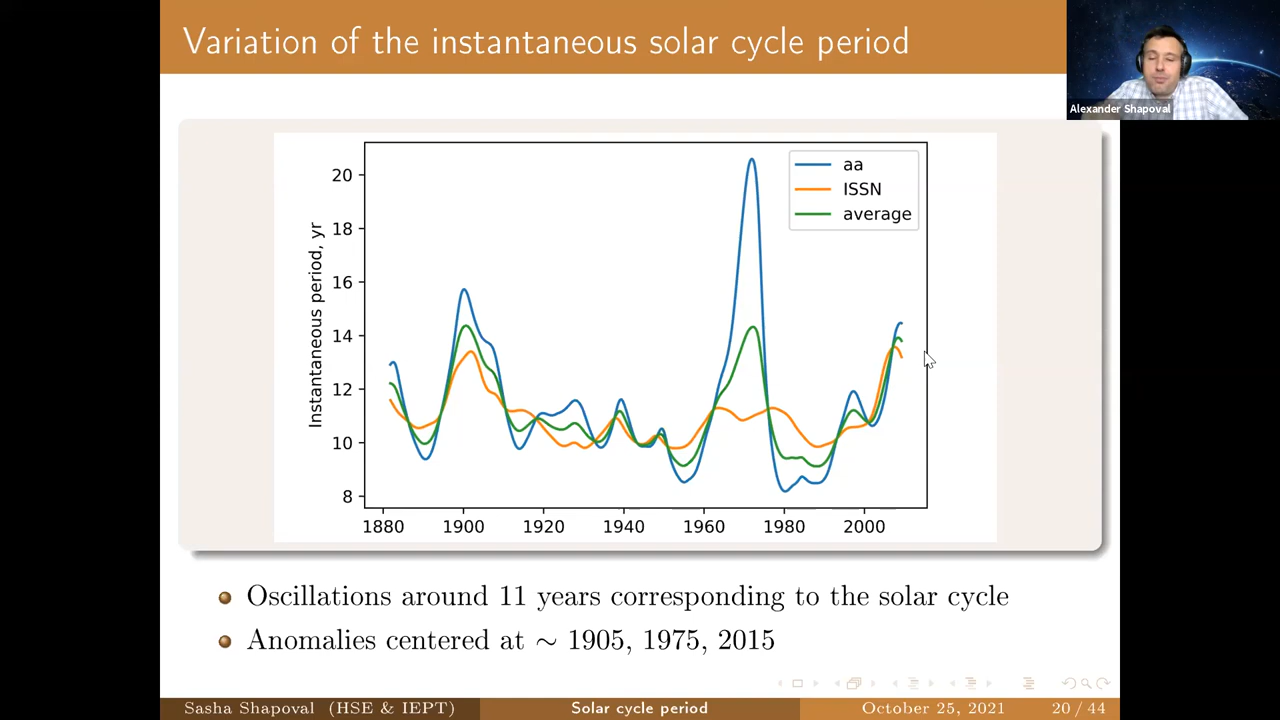 Variation of the instantaneous solar cycle period
Alexander Shapoval
aa
ISSN
average
Instantaneous period, yr
20
18
16
14
12
10
8
1880 1900 1920 1940 1960 1980 2000
Oscillations around 11 years corresponding to the solar cycle
Anomalies centered at ∼ 1905, 1975, 2015
Sasha Shapoval (HSE & IEPT) Solar cycle period October 25, 2021 20 / 44